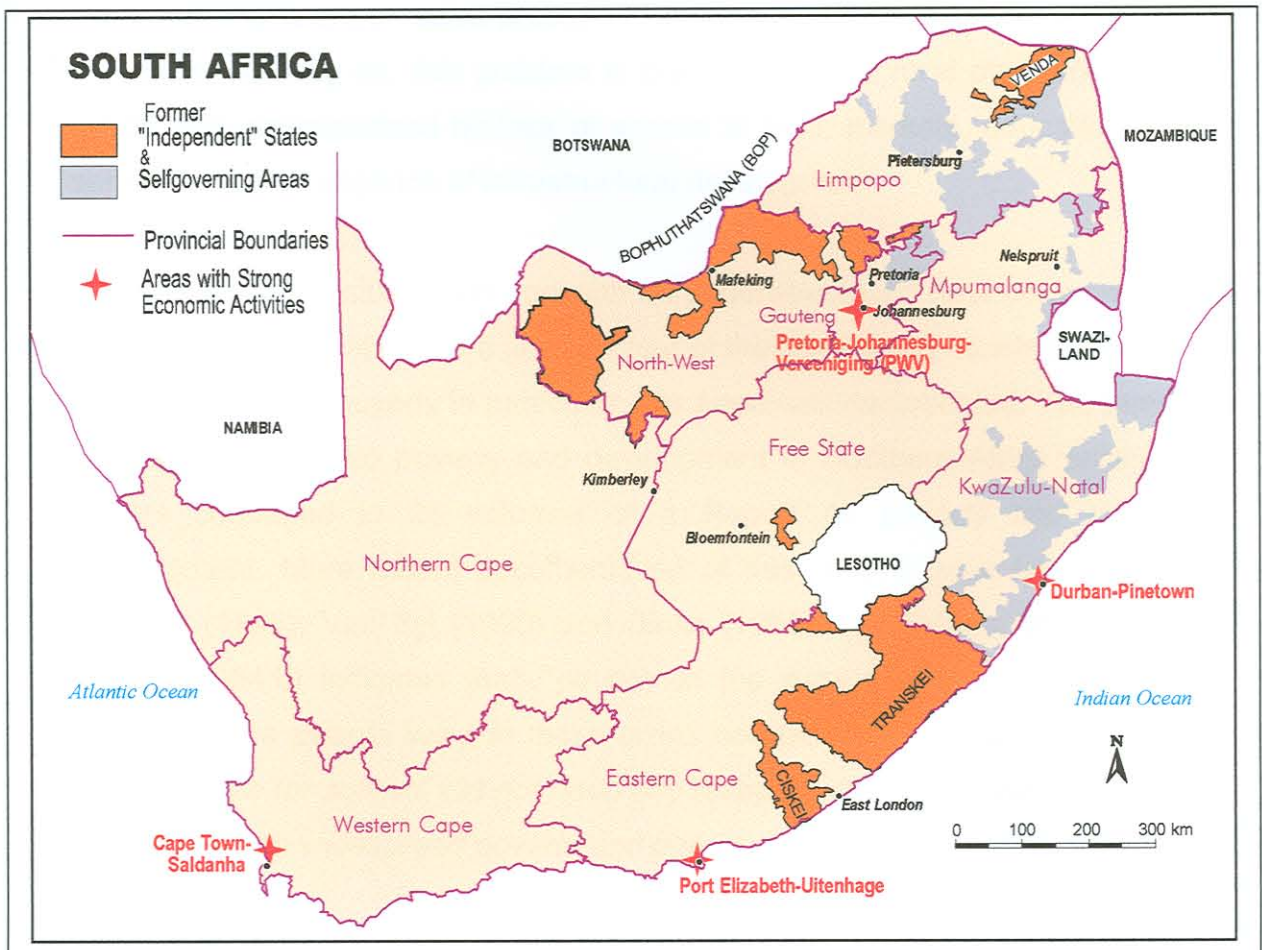 SOUTH AFRICA
Former
"Independent" States
&
Selfgoverning Areas
Provincial Boundaries
Areas with Strong
Economic Activities
BOTSWANA
BOPHUTHATSWANA (BOP)
VENDA
MOZAMBIQUE
Pietersburg
Limpopo
Mafeking
Pretoria
Nelspruit
Mpumalanga
Gauteng
Johannesburg
Pretoria-Johannesburg-
Vereeniging (PWV)
SWAZI-
LAND
North-West
NAMIBIA
Free State
Kimberley
KwaZulu-Natal
Bloemfontein
LESOTHO
Northern Cape
Durban-Pinetown
Atlantic Ocean
Indian Ocean
TRANSKEI
N
CISKEI
Eastern Cape
East London
Western Cape
Cape Town-
Saldanha
0 100 200 300 km
Port Elizabeth-Uitenhage